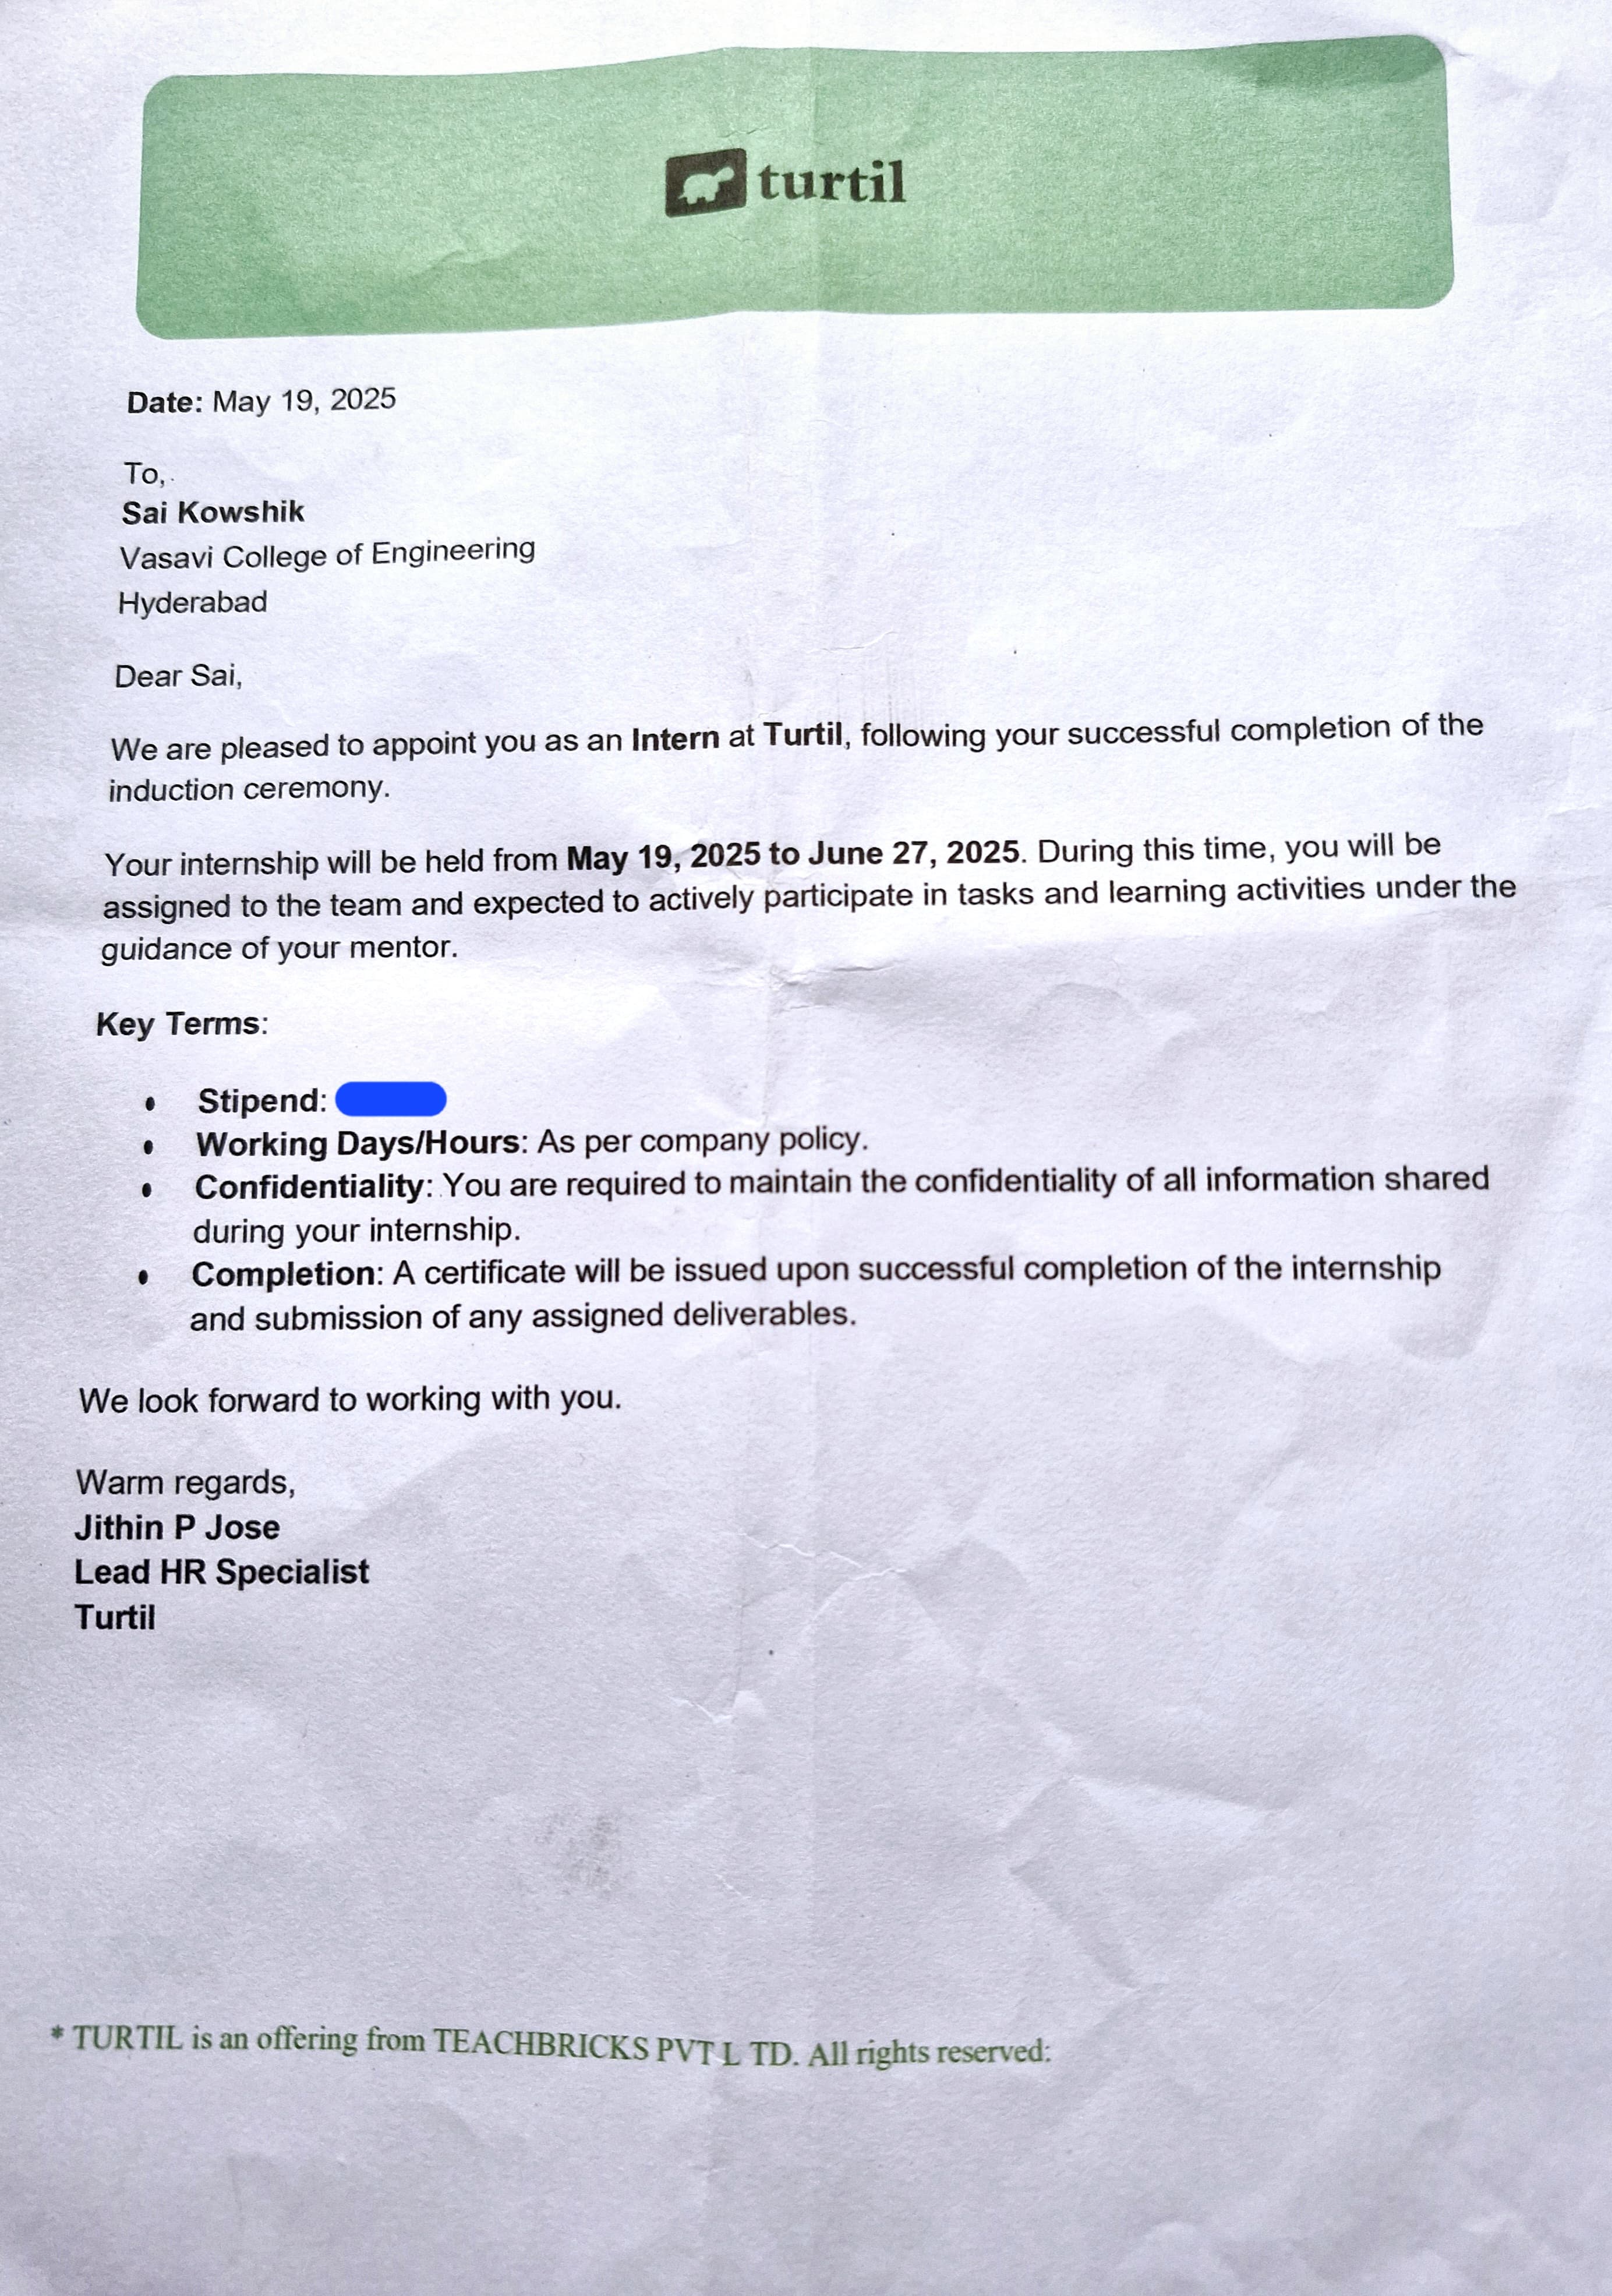 turtil
Date: May 19, 2025
To,
Sai Kowshik
Vasavi College of Engineering
Hyderabad
Dear Sai,
We are pleased to appoint you as an Intern at Turtil, following your successful completion of the
induction ceremony.
Your internship will be held from May 19, 2025 to June 27, 2025. During this time, you will be
assigned to the team and expected to actively participate in tasks and learning activities under the
guidance of your mentor.
Key Terms:
• Stipend:
• Working Days/Hours: As per company policy.
• Confidentiality: You are required to maintain the confidentiality of all information shared
during your internship.
• Completion: A certificate will be issued upon successful completion of the internship
and submission of any assigned deliverables.
We look forward to working with you.
Warm regards,
Jithin P Jose
Lead HR Specialist
Turtil
* TURTIL is an offering from TEACHBRICKS PVT L TD. All rights reserved: